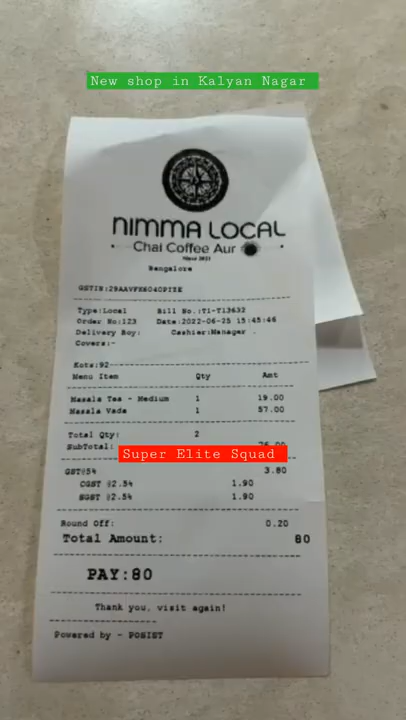 New shop in Kalyan Nagar
NIMMA LOCAL
Chai Coffee Aur
Bangalore
Type:Local Bill No.:T1-T13632
Order No:123 Date:2022-06-25 15:45:46
Delivery Boy: Cashier:Manager .
Covers:-
Kots:92
Menu Item Qty Amt
Masala Tea - Medium 1 19.00
Masala Vada 1 57.00
Total Qty: 2
SubTotal: 76.00
Super Elite Squad
GST@5% 3.80
CGST @2.5% 1.90
SGST @2.5% 1.90
Round Off: 0.20
Total Amount: 80
PAY:80
Thank you, visit again!
Powered by - POSIST